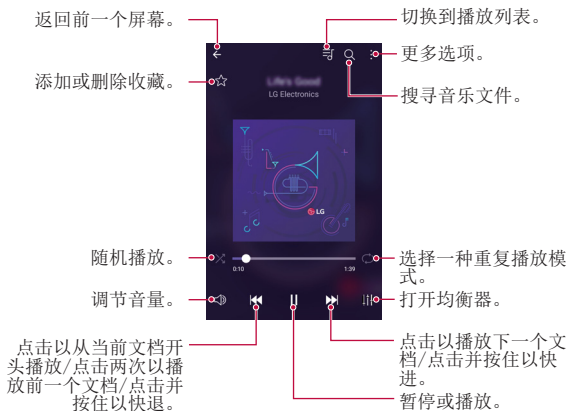 返回前一个屏幕。
切换到播放列表。
更多选项。
添加或删除收藏。
搜寻音乐文件。
Life's Good
LG Electronics
LG
随机播放。
选择一种重复播放模
式。
0:10
1:39
调节音量。
打开均衡器。
点击以从当前文档开
头播放/点击两次以播
放前一个文档/点击并
按住以快退。
点击以播放下一个文
档/点击并按住以快
进。
暂停或播放。